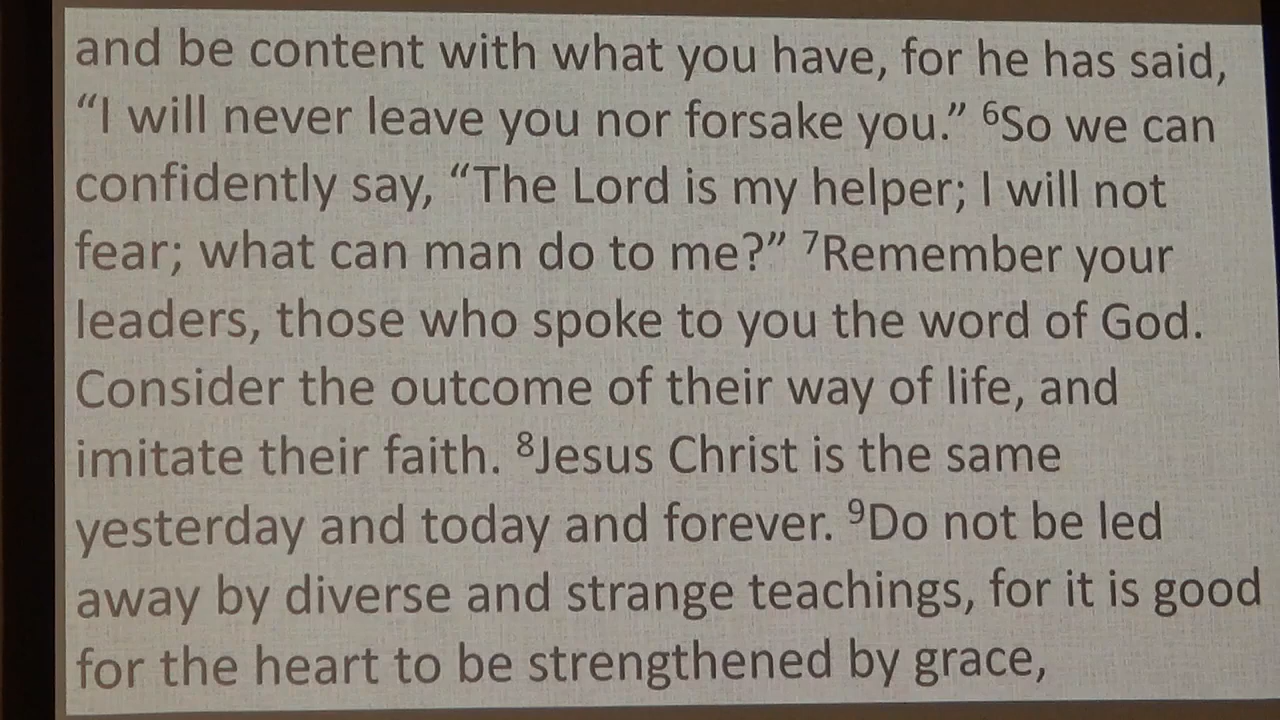 and be content with what you have, for he has said,
“I will never leave you nor forsake you.” ⁶So we can
confidently say, “The Lord is my helper; I will not
fear; what can man do to me?” ⁷Remember your
leaders, those who spoke to you the word of God.
Consider the outcome of their way of life, and
imitate their faith. ⁸Jesus Christ is the same
yesterday and today and forever. ⁹Do not be led
away by diverse and strange teachings, for it is good
for the heart to be strengthened by grace,